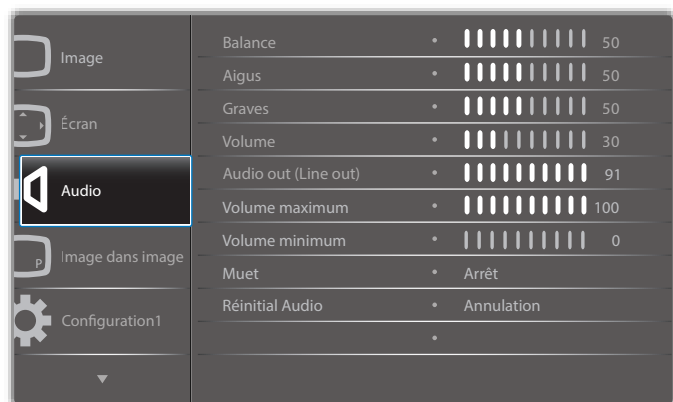 Image
Écran
Audio
P
Image dans image
Configuration1
Balance • 50
Aigus • 50
Graves • 50
Volume • 30
Audio out (Line out) • 91
Volume maximum • 100
Volume minimum • 0
Muet • Arrêt
Réinitial Audio • Annulation
•